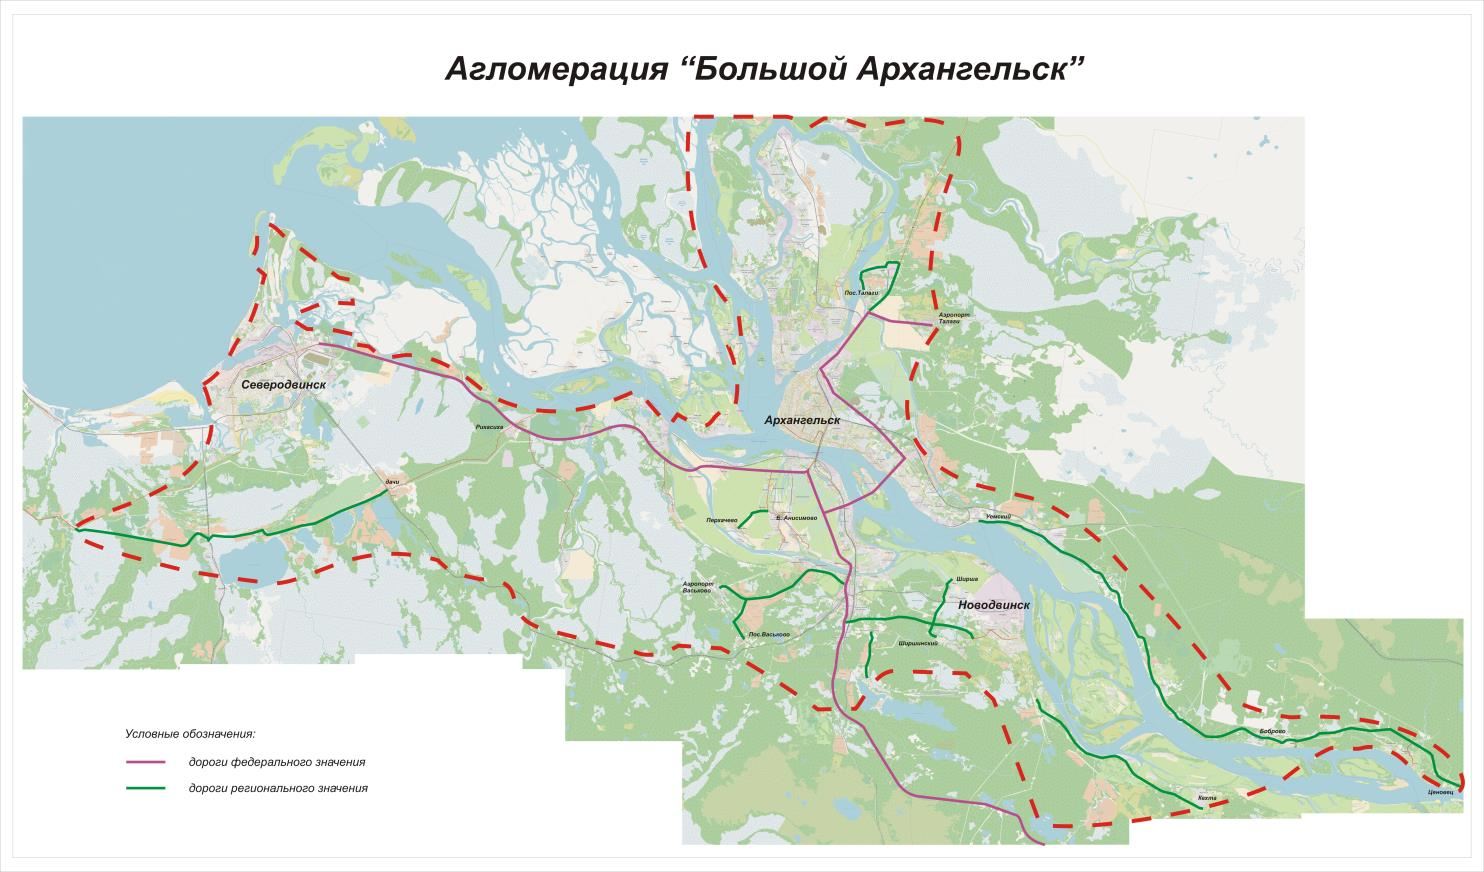 Агломерация “Большой Архангельск”
Пос.Талаги
Аэропорт
Талаги
Северодвинск
Рикасиха
Архангельск
дачи
Перхачево
Б. Анисимово
Уемский
Аэропорт
Васьково
Ширша
Новодвинск
Пос.Васьково
Ширшинский
Боброво
Ценовец
Кехта
Условные обозначения:
дороги федерального значения
дороги регионального значения